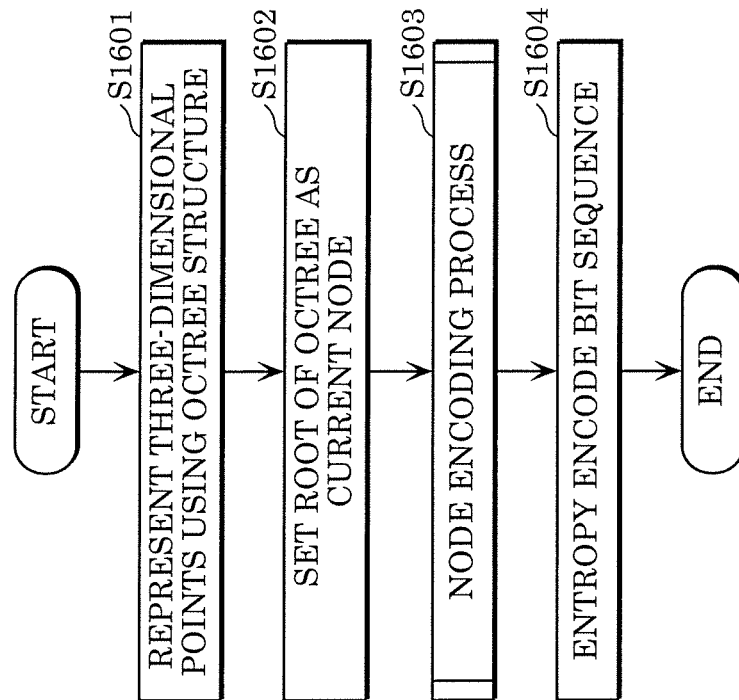 START
S1601
REPRESENT THREE-DIMENSIONAL
POINTS USING OCTREE STRUCTURE
S1602
SET ROOT OF OCTREE AS
CURRENT NODE
S1603
NODE ENCODING PROCESS
S1604
ENTROPY ENCODE BIT SEQUENCE
END